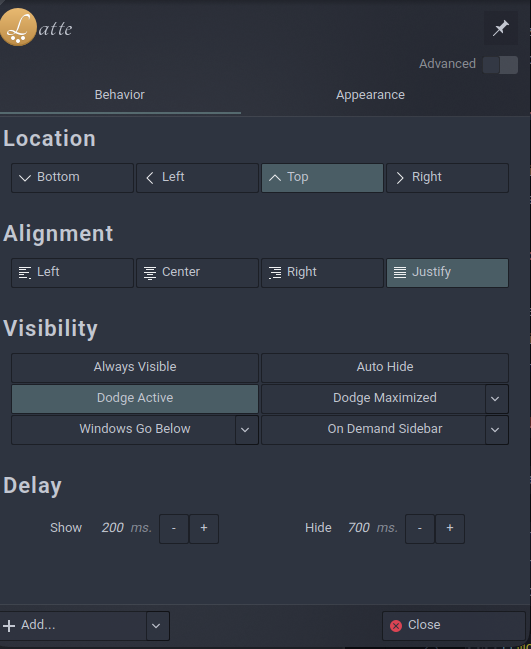 Latte
Advanced
Behavior Appearance
Location
Bottom Left Top Right
Alignment
Left Center Right Justify
Visibility
Always Visible Auto Hide
Dodge Active Dodge Maximized
Windows Go Below On Demand Sidebar
Delay
Show 200 ms. - + Hide 700 ms. - +
Add... Close